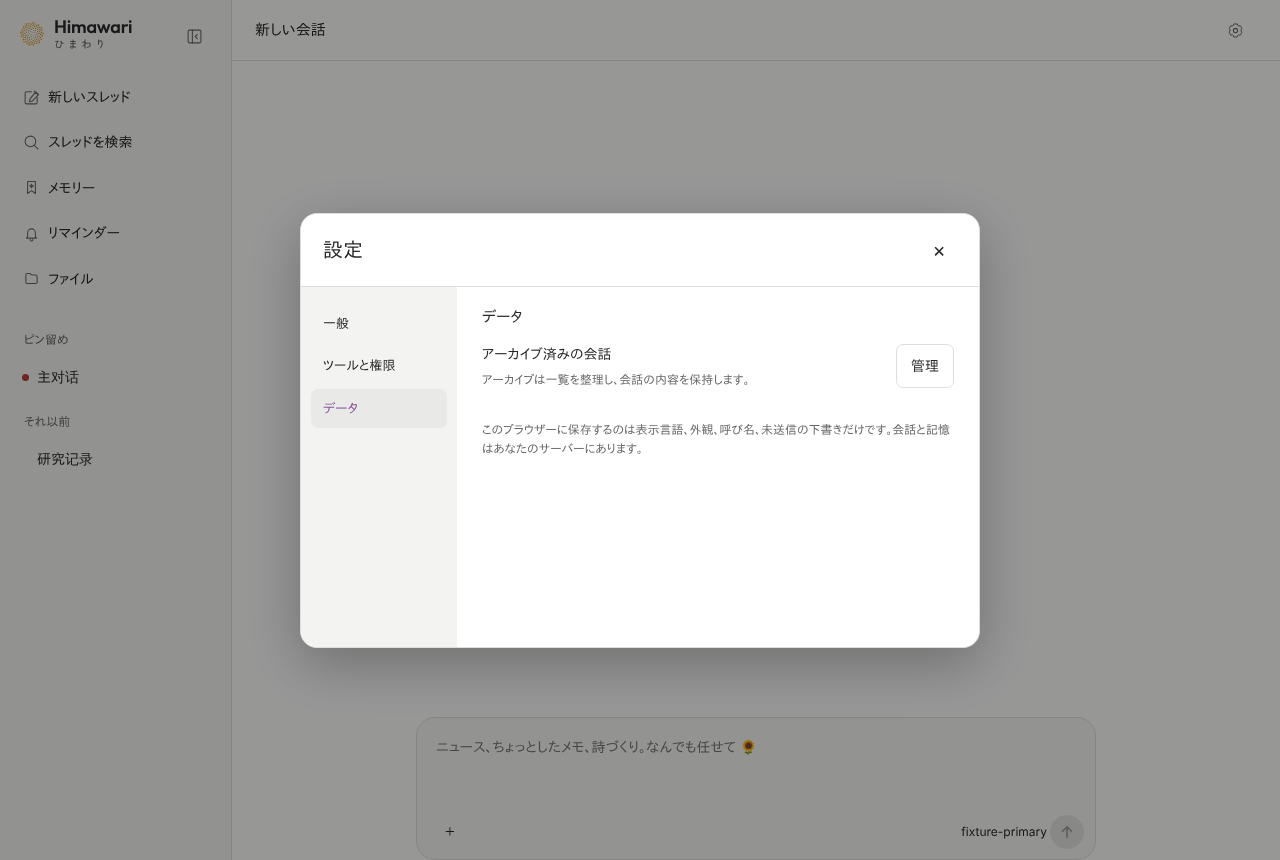 Himawari
ひまわり
新しいスレッド
スレッドを検索
メモリー
リマインダー
ファイル
ピン留め
主对话
それ以前
研究记录
新しい会話
設定
一般
ツールと権限
データ
データ
アーカイブ済みの会話
アーカイブは一覧を整理し、会話の内容を保持します。
管理
このブラウザーに保存するのは表示言語、外観、呼び名、未送信の下書きだけです。会話と記憶
はあなたのサーバーにあります。
ニュース、ちょっとしたメモ、詩づくり。なんでも任せて 🌻
fixture-primary